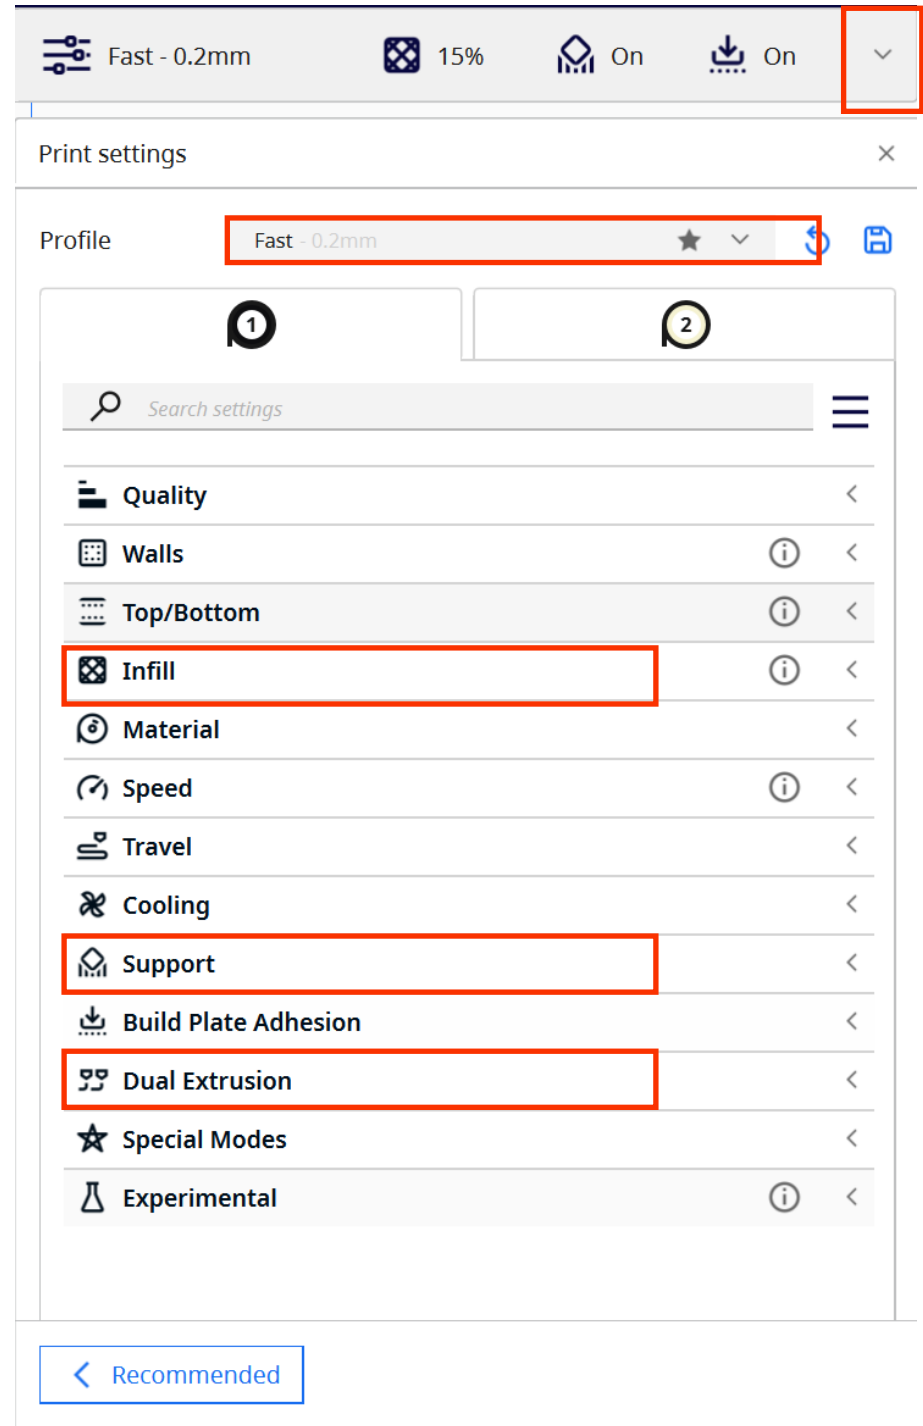 Fast - 0.2mm 15% On On
Print settings
Profile Fast - 0.2mm
1 2
Search settings
Quality
Walls
Top/Bottom
Infill
Material
Speed
Travel
Cooling
Support
Build Plate Adhesion
Dual Extrusion
Special Modes
Experimental
Recommended